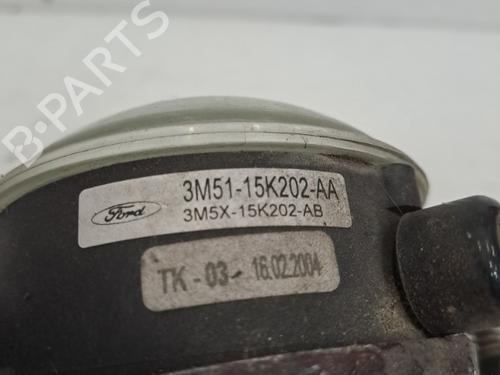 B-PARTS
3M51-15K202-AA
Ford
3M5X-15K202-AB
TK - 03 - 16.02.2004